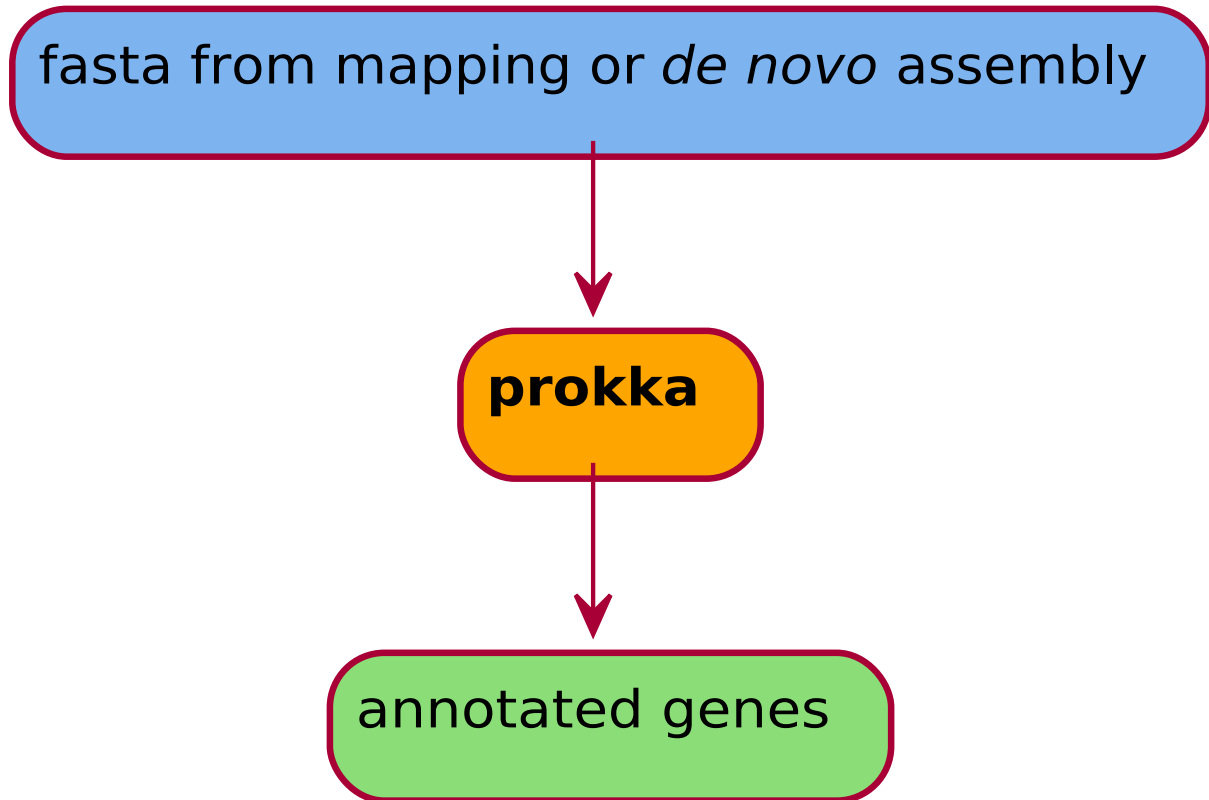 fasta from mapping or de novo assembly
prokka
annotated genes